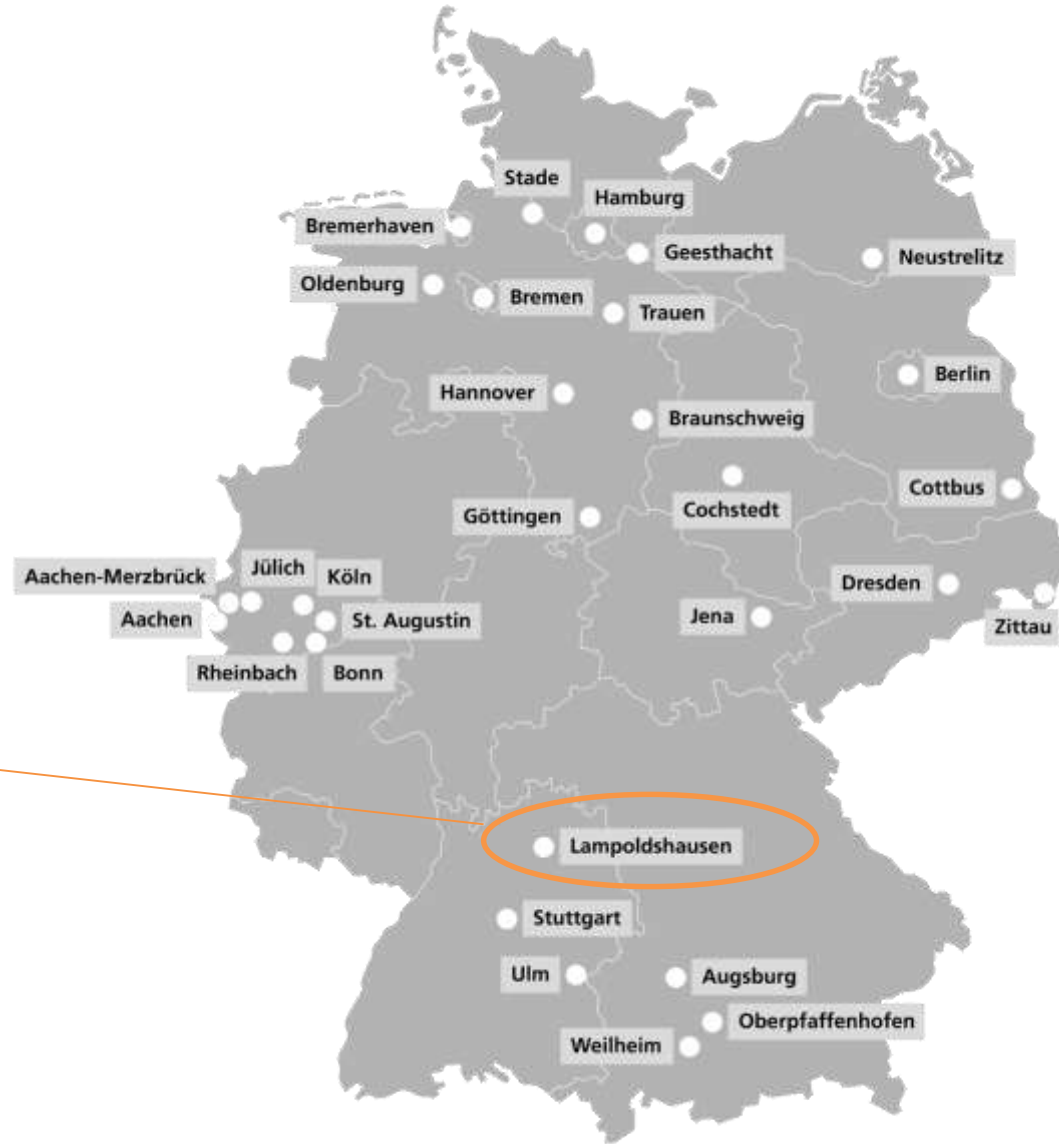 Stade
Hamburg
Bremerhaven
Geesthacht
Neustrelitz
Oldenburg
Bremen
Trauen
Berlin
Hannover
Braunschweig
Cottbus
Cochstedt
Göttingen
Jülich
Aachen-Merzbrück
Köln
Dresden
Aachen
St. Augustin
Jena
Zittau
Rheinbach
Bonn
Lampoldshausen
Stuttgart
Ulm
Augsburg
Oberpfaffenhofen
Weilheim